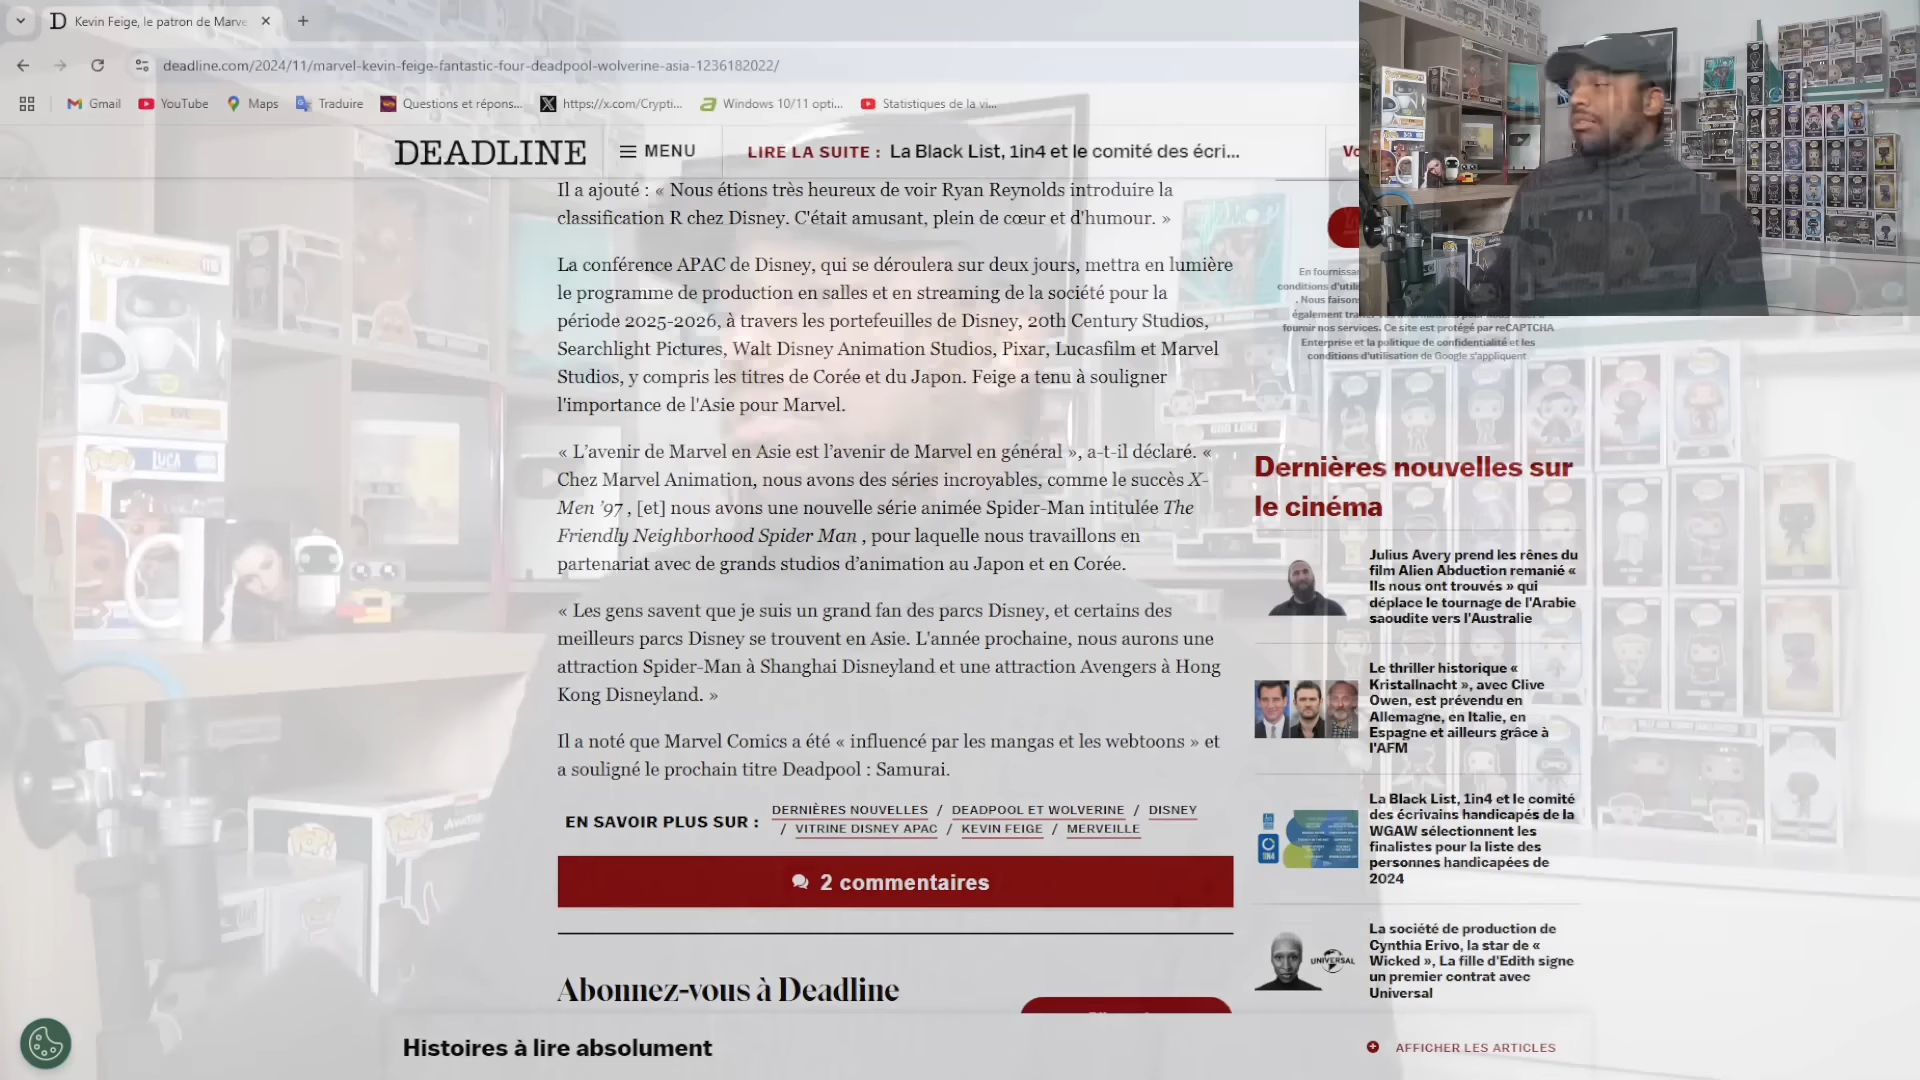 Kevin Feige, le patron de Marve
deadline.com/2024/11/marvel-kevin-feige-fantastic-four-deadpool-wolverine-asia-1236182022/
Gmail YouTube Maps Traduire Questions et répons... https://x.com/Crypti... Windows 10/11 opti... Statistiques de la vi...
DEADLINE MENU LIRE LA SUITE : La Black List, 1in4 et le comité des écri...
Il a ajouté : « Nous étions très heureux de voir Ryan Reynolds introduire la
classification R chez Disney. C'était amusant, plein de cœur et d'humour. »
La conférence APAC de Disney, qui se déroulera sur deux jours, mettra en lumière
le programme de production en salles et en streaming de la société pour la
période 2025-2026, à travers les portefeuilles de Disney, 20th Century Studios,
Searchlight Pictures, Walt Disney Animation Studios, Pixar, Lucasfilm et Marvel
Studios, y compris les titres de Corée et du Japon. Feige a tenu à souligner
l'importance de l'Asie pour Marvel.
« L’avenir de Marvel en Asie est l’avenir de Marvel en général », a-t-il déclaré. «
Chez Marvel Animation, nous avons des séries incroyables, comme le succès X-
Men ’97 , [et] nous avons une nouvelle série animée Spider-Man intitulée The
Friendly Neighborhood Spider Man , pour laquelle nous travaillons en
partenariat avec de grands studios d’animation au Japon et en Corée.
« Les gens savent que je suis un grand fan des parcs Disney, et certains des
meilleurs parcs Disney se trouvent en Asie. L'année prochaine, nous aurons une
attraction Spider-Man à Shanghai Disneyland et une attraction Avengers à Hong
Kong Disneyland. »
Il a noté que Marvel Comics a été « influencé par les mangas et les webtoons » et
a souligné le prochain titre Deadpool : Samurai.
EN SAVOIR PLUS SUR : DERNIÈRES NOUVELLES / DEADPOOL ET WOLVERINE / DISNEY
/ VITRINE DISNEY APAC / KEVIN FEIGE / MERVEILLE
2 commentaires
Abonnez-vous à Deadline
En fournissa
conditions d'util
. Nous faison
également
fournir nos services. Ce site est protégé par reCAPTCHA
Enterprise et la politique de confidentialité et les
conditions d'utilisation de Google s'appliquent
Dernières nouvelles sur
le cinéma
Julius Avery prend les rênes du
film Alien Abduction remanié «
Ils nous ont trouvés » qui
déplace le tournage de l'Arabie
saoudite vers l'Australie
Le thriller historique «
Kristallnacht », avec Clive
Owen, est prévendu en
Allemagne, en Italie, en
Espagne et ailleurs grâce à
l'AFM
La Black List, 1in4 et le comité
des écrivains handicapés de la
WGAW sélectionnent les
finalistes pour la liste des
personnes handicapées de
2024
La société de production de
Cynthia Erivo, la star de «
Wicked », La fille d'Edith signe
un premier contrat avec
Universal
UNIVERSAL
LUCA
Histoires à lire absolument
AFFICHER LES ARTICLES